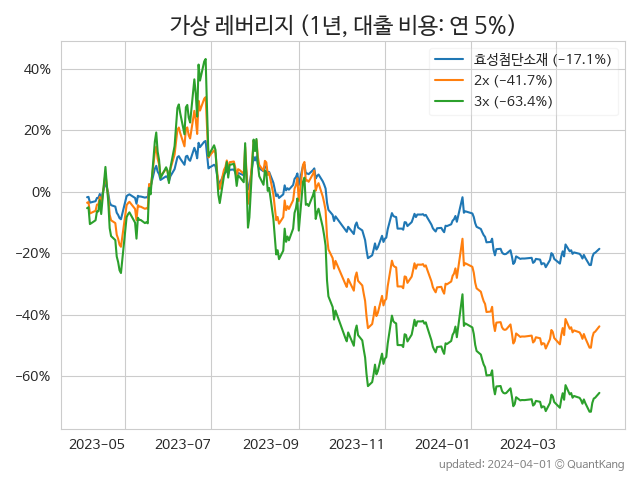 가상 레버리지 (1년, 대출 비용: 연 5%)
효성첨단소재 (−17.1%)
2x (−41.7%)
3x (−63.4%)
40%
20%
0%
−20%
−40%
−60%
2023-05 2023-07 2023-09 2023-11 2024-01 2024-03
updated: 2024-04-01 © QuantKang